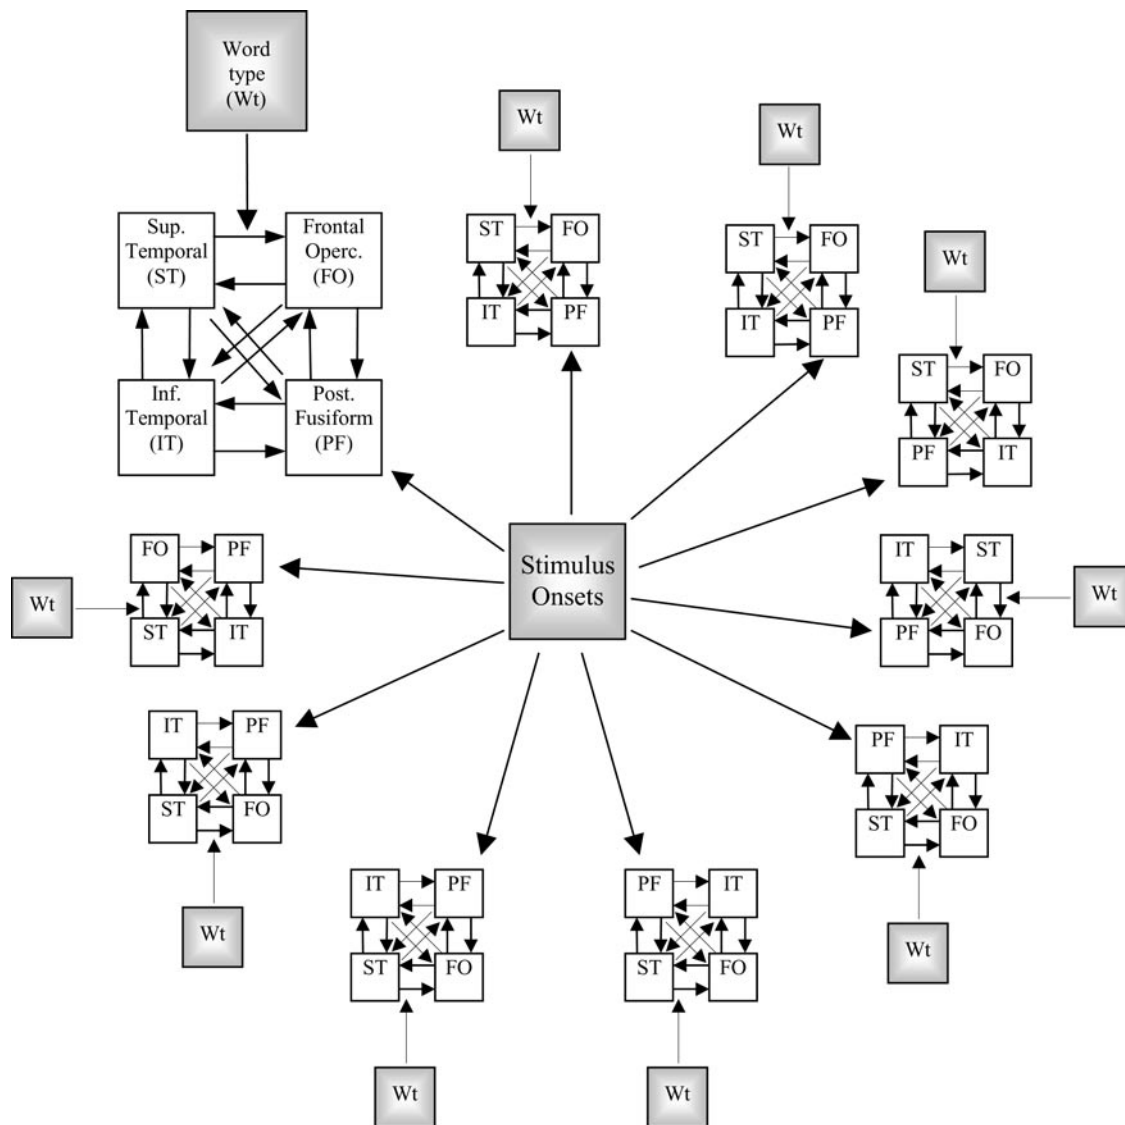 Word
type
(Wt)
Sup.
Temporal
(ST)
Frontal
Operc.
(FO)
Inf.
Temporal
(IT)
Post.
Fusiform
(PF)
Wt
ST FO
IT PF
Wt
ST FO
IT PF
Wt
ST FO
PF IT
Stimulus
Onsets
IT ST
PF FO
Wt
Wt
FO PF
ST IT
IT PF
ST FO
Wt
PF IT
ST FO
Wt
IT PF
ST FO
Wt
PF IT
ST FO
Wt